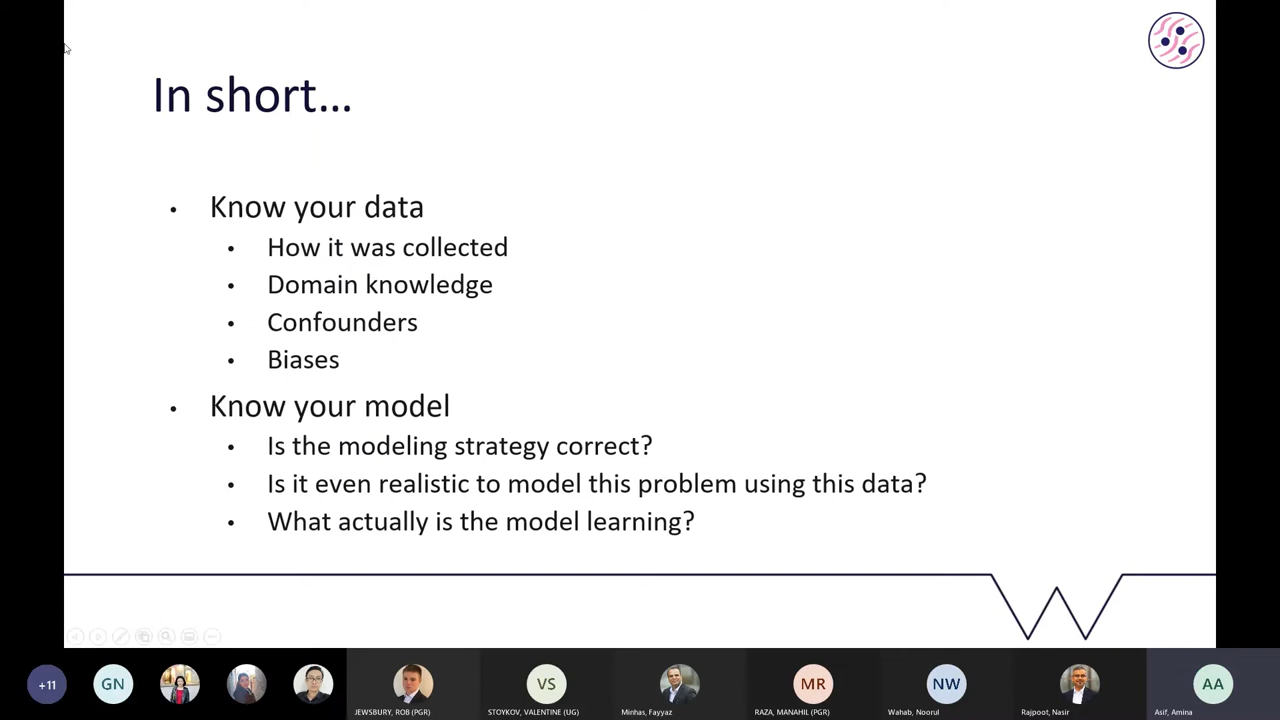 In short...
• Know your data
• How it was collected
• Domain knowledge
• Confounders
• Biases
• Know your model
• Is the modeling strategy correct?
• Is it even realistic to model this problem using this data?
• What actually is the model learning?
+11
GN
VS
MR
NW
AA
JEWSBURY, ROB (PGR)
STOYKOV, VALENTINE (UG)
Minhas, Fayyaz
RAZA, MANAHIL (PGR)
Wahab, Noorul
Rajpoot, Nasir
Asif, Amina